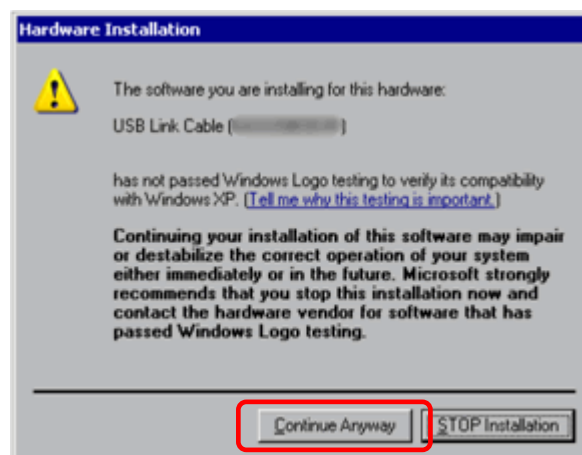 Hardware Installation
The software you are installing for this hardware:
USB Link Cable ( )
has not passed Windows Logo testing to verify its compatibility
with Windows XP. (Tell me why this testing is important.)
Continuing your installation of this software may impair
or destabilize the correct operation of your system
either immediately or in the future. Microsoft strongly
recommends that you stop this installation now and
contact the hardware vendor for software that has
passed Windows Logo testing.
Continue Anyway STOP Installation